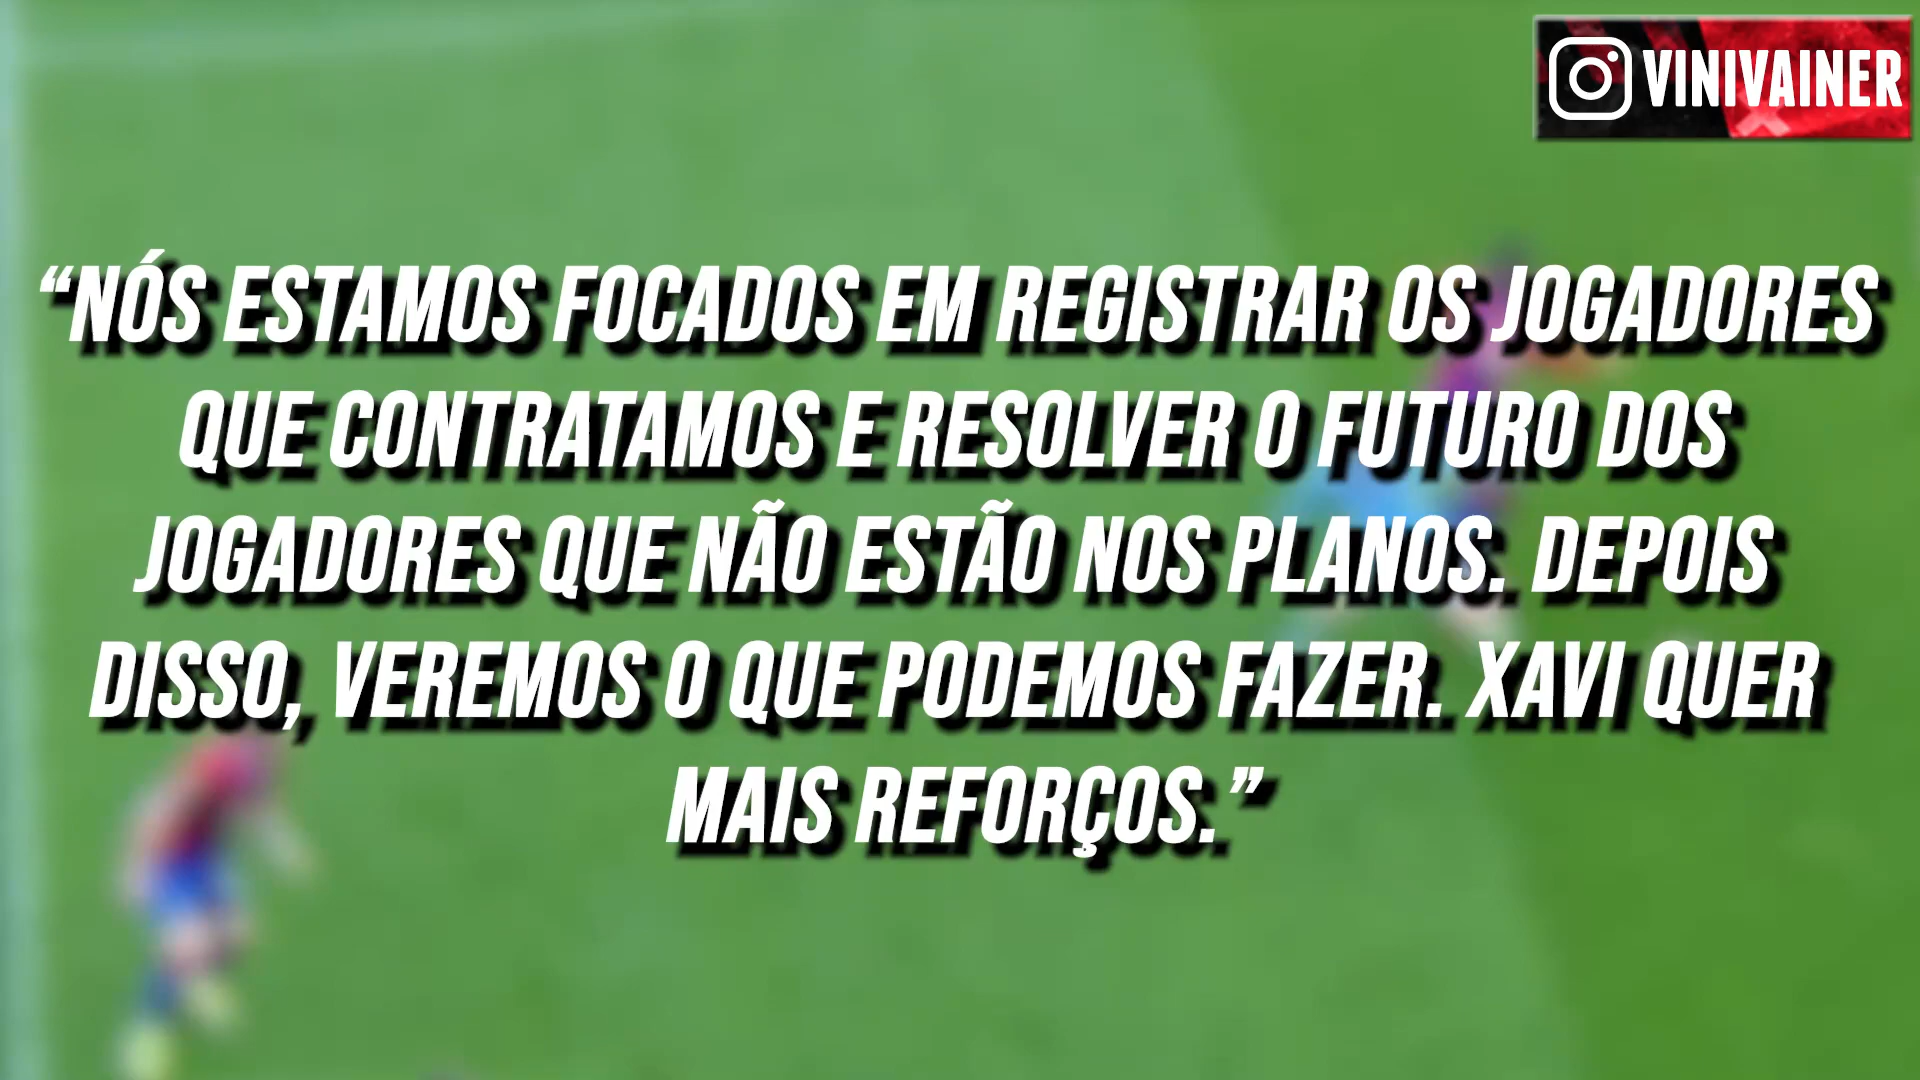 VINIVAINER
“NÓS ESTAMOS FOCADOS EM REGISTRAR OS JOGADORES
QUE CONTRATAMOS E RESOLVER O FUTURO DOS
JOGADORES QUE NÃO ESTÃO NOS PLANOS. DEPOIS
DISSO, VEREMOS O QUE PODEMOS FAZER. XAVI QUER
MAIS REFORÇOS.”